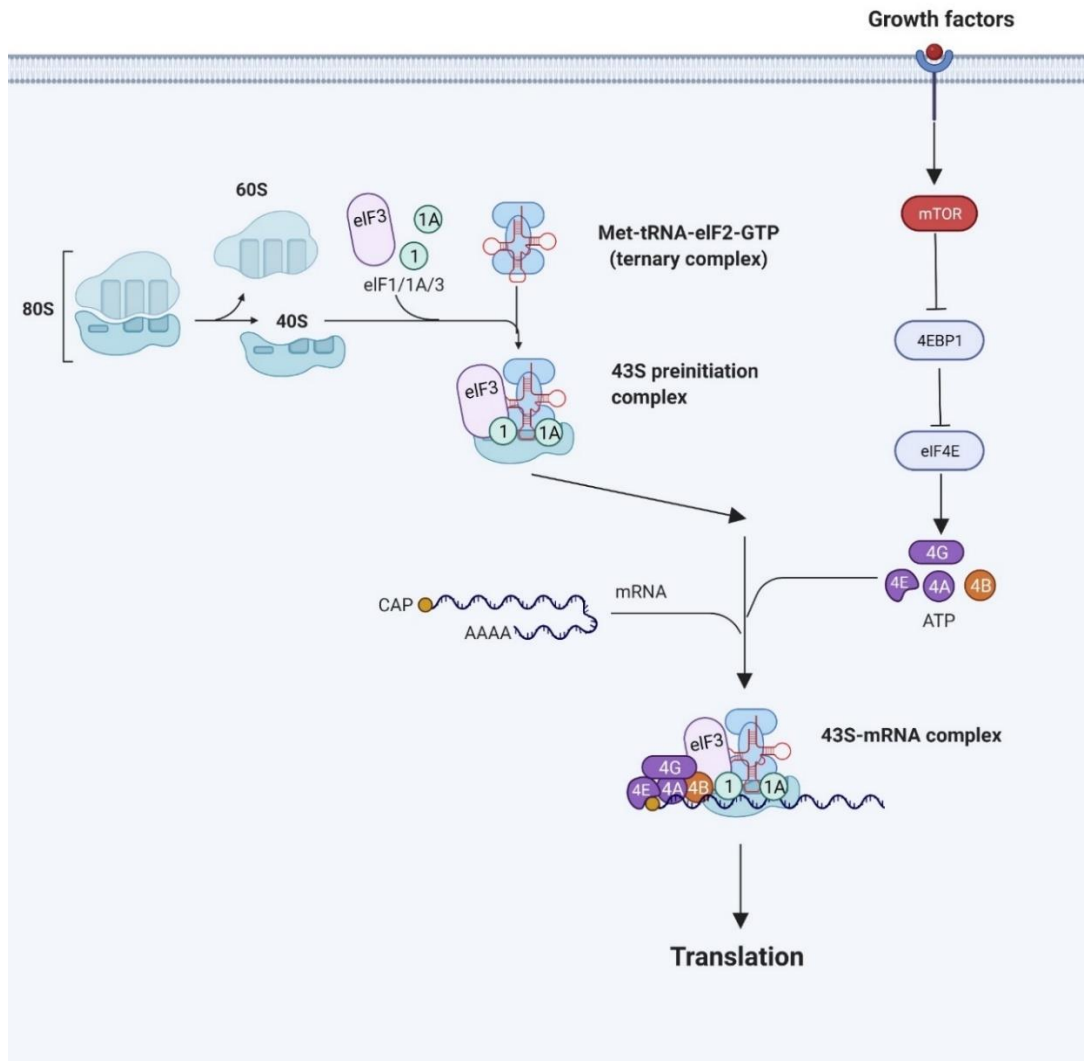 Growth factors
mTOR
4EBP1
eIF4E
4G
4E
4A
4B
ATP
60S
80S
40S
eIF3
1A
1
eIF1/1A/3
Met-tRNA-eIF2-GTP
(ternary complex)
eIF3
1
1A
43S preinitiation
complex
CAP
AAAA
mRNA
eIF3
4G
4E
4A
4B
1
1A
43S-mRNA complex
Translation